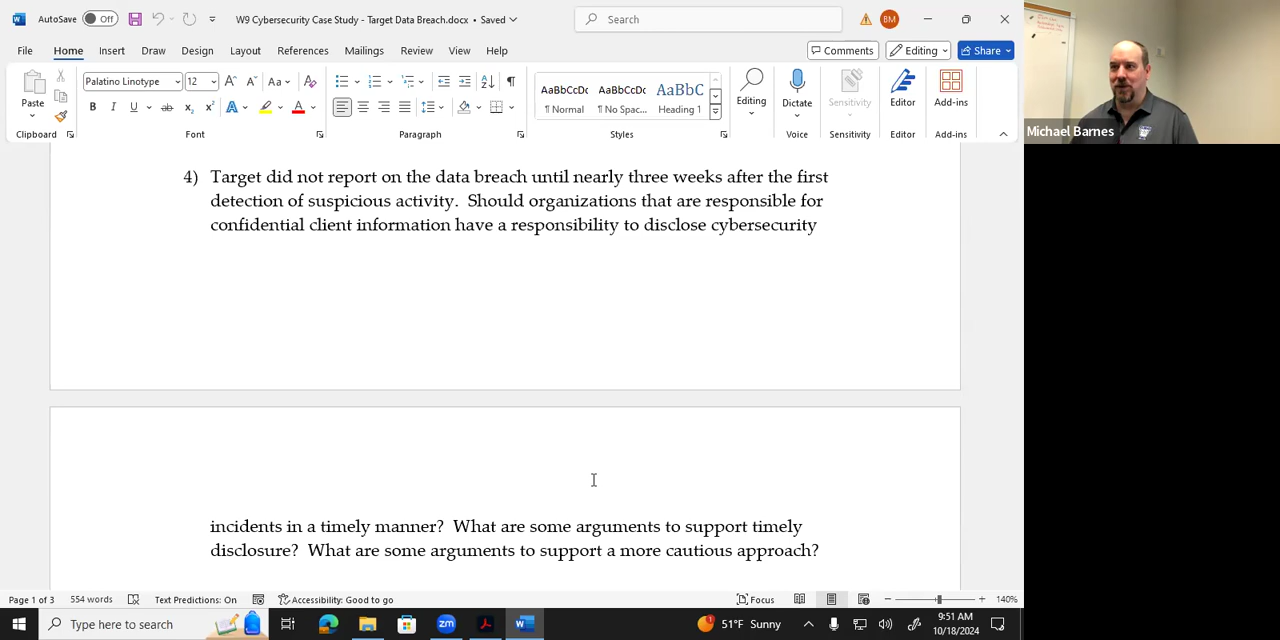 AutoSave Off W9 Cybersecurity Case Study - Target Data Breach.docx • Saved Search BM
File Home Insert Draw Design Layout References Mailings Review View Help Comments Editing Share
Palatino Linotype 12 Aa
Paste B I U ab x₂ x² A A
AaBbCcDc AaBbCcDc AaBbC
¶ Normal ¶ No Spac... Heading 1
Editing Dictate Sensitivity Editor Add-ins
Clipboard Font Paragraph Styles Voice Sensitivity Editor Add-ins
Michael Barnes
4) Target did not report on the data breach until nearly three weeks after the first
detection of suspicious activity. Should organizations that are responsible for
confidential client information have a responsibility to disclose cybersecurity
incidents in a timely manner? What are some arguments to support timely
disclosure? What are some arguments to support a more cautious approach?
Page 1 of 3 554 words Text Predictions: On Accessibility: Good to go Focus 140%
Type here to search zm W 51°F Sunny 9:51 AM
10/18/2024